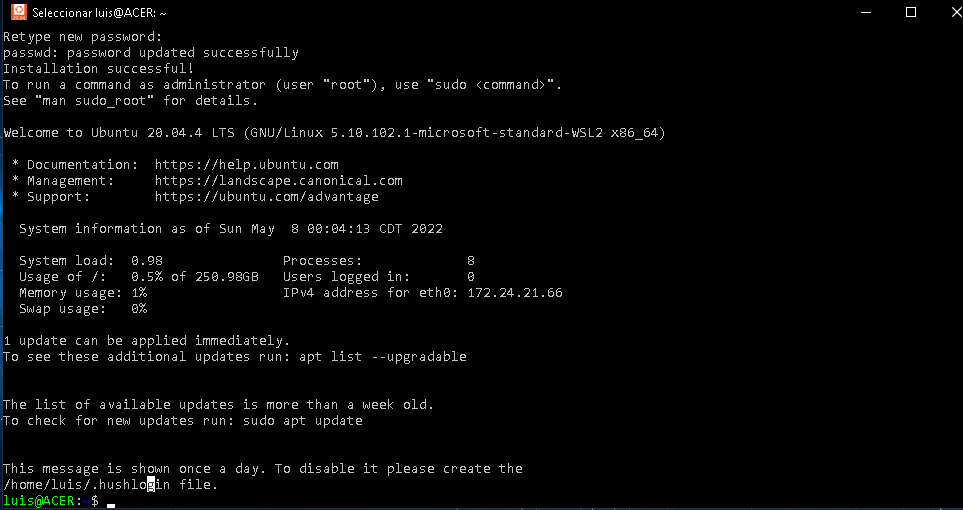 Seleccionar luis@ACER: ~
Retype new password:
passwd: password updated successfully
Installation successful!
To run a command as administrator (user "root"), use "sudo <command>".
See "man sudo_root" for details.
Welcome to Ubuntu 20.04.4 LTS (GNU/Linux 5.10.102.1-microsoft-standard-WSL2 x86_64)
* Documentation:  https://help.ubuntu.com
* Management:     https://landscape.canonical.com
* Support:        https://ubuntu.com/advantage
System information as of Sun May  8 00:04:13 CDT 2022
System load:  0.98               Processes:             8
Usage of /:   0.5% of 250.98GB   Users logged in:       0
Memory usage: 1%                 IPv4 address for eth0: 172.24.21.66
Swap usage:   0%
1 update can be applied immediately.
To see these additional updates run: apt list --upgradable
The list of available updates is more than a week old.
To check for new updates run: sudo apt update
This message is shown once a day. To disable it please create the
/home/luis/.hushlogin file.
luis@ACER:~$